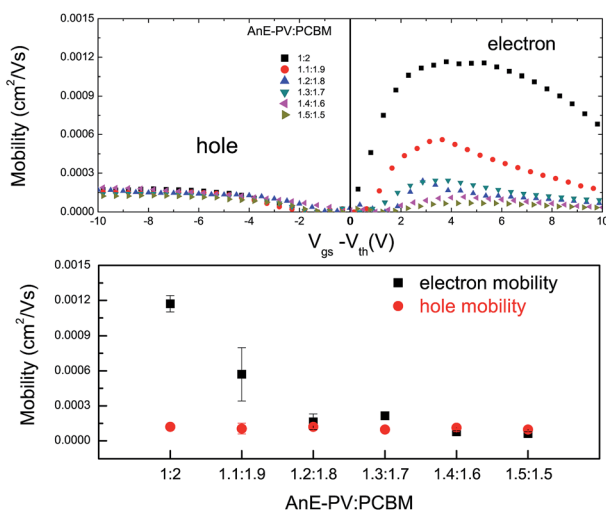 AnE-PV:PCBM
1:2
1.1:1.9
1.2:1.8
1.3:1.7
1.4:1.6
1.5:1.5
electron
hole
Mobility (cm²/Vs)
0.0015
0.0012
0.0009
0.0006
0.0003
0.0000
-10 -8 -6 -4 -2 0 0 2 4 6 8 10
V_gs -V_th(V)
electron mobility
hole mobility
Mobility (cm²/Vs)
0.0015
0.0012
0.0009
0.0006
0.0003
0.0000
1:2 1.1:1.9 1.2:1.8 1.3:1.7 1.4:1.6 1.5:1.5
AnE-PV:PCBM